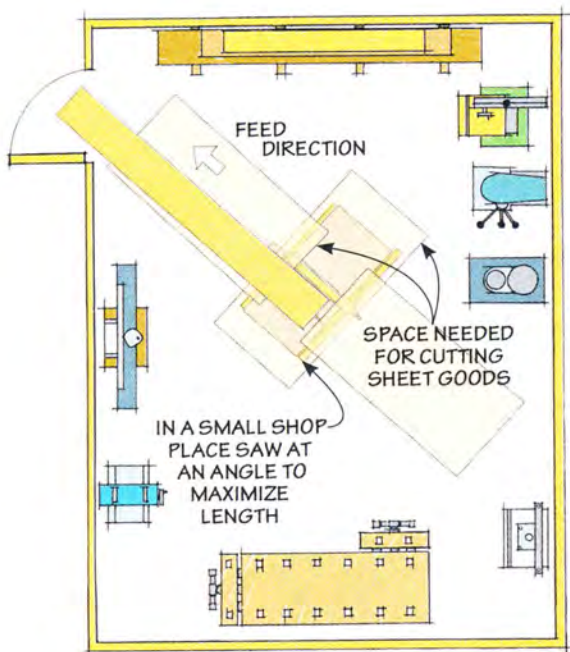 FEED
DIRECTION
SPACE NEEDED
FOR CUTTING
SHEET GOODS
IN A SMALL SHOP
PLACE SAW AT
AN ANGLE TO
MAXIMIZE
LENGTH